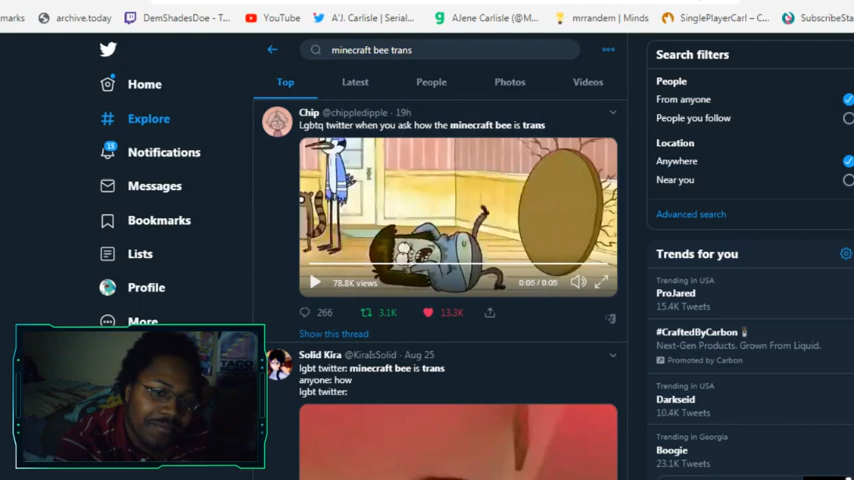 archive.today
DemShadesDoe - T...
YouTube
A'J. Carlisle | Serial...
AJene Carlisle (@M...
mrrandem | Minds
SinglePlayerCarl – C...
SubscribeSta
minecraft bee trans
Search filters
Home
Top
Latest
People
Photos
Videos
People
From anyone
Explore
Chip @chippledipple · 19h
People you follow
Lgbtq twitter when you ask how the minecraft bee is trans
15
Notifications
Location
Anywhere
Messages
Near you
Bookmarks
Advanced search
Lists
Trends for you
Profile
78.8K views
0:05 / 0:05
Trending in USA
ProJared
15.4K Tweets
266
3.1K
13.3K
More
Show this thread
#CraftedByCarbon
Next-Gen Products. Grown From Liquid.
Promoted by Carbon
Solid Kira @KiraIsSolid · Aug 25
lgbt twitter: minecraft bee is trans
anyone: how
lgbt twitter:
Trending in USA
Darkseid
10.4K Tweets
Trending in Georgia
Boogie
23.1K Tweets